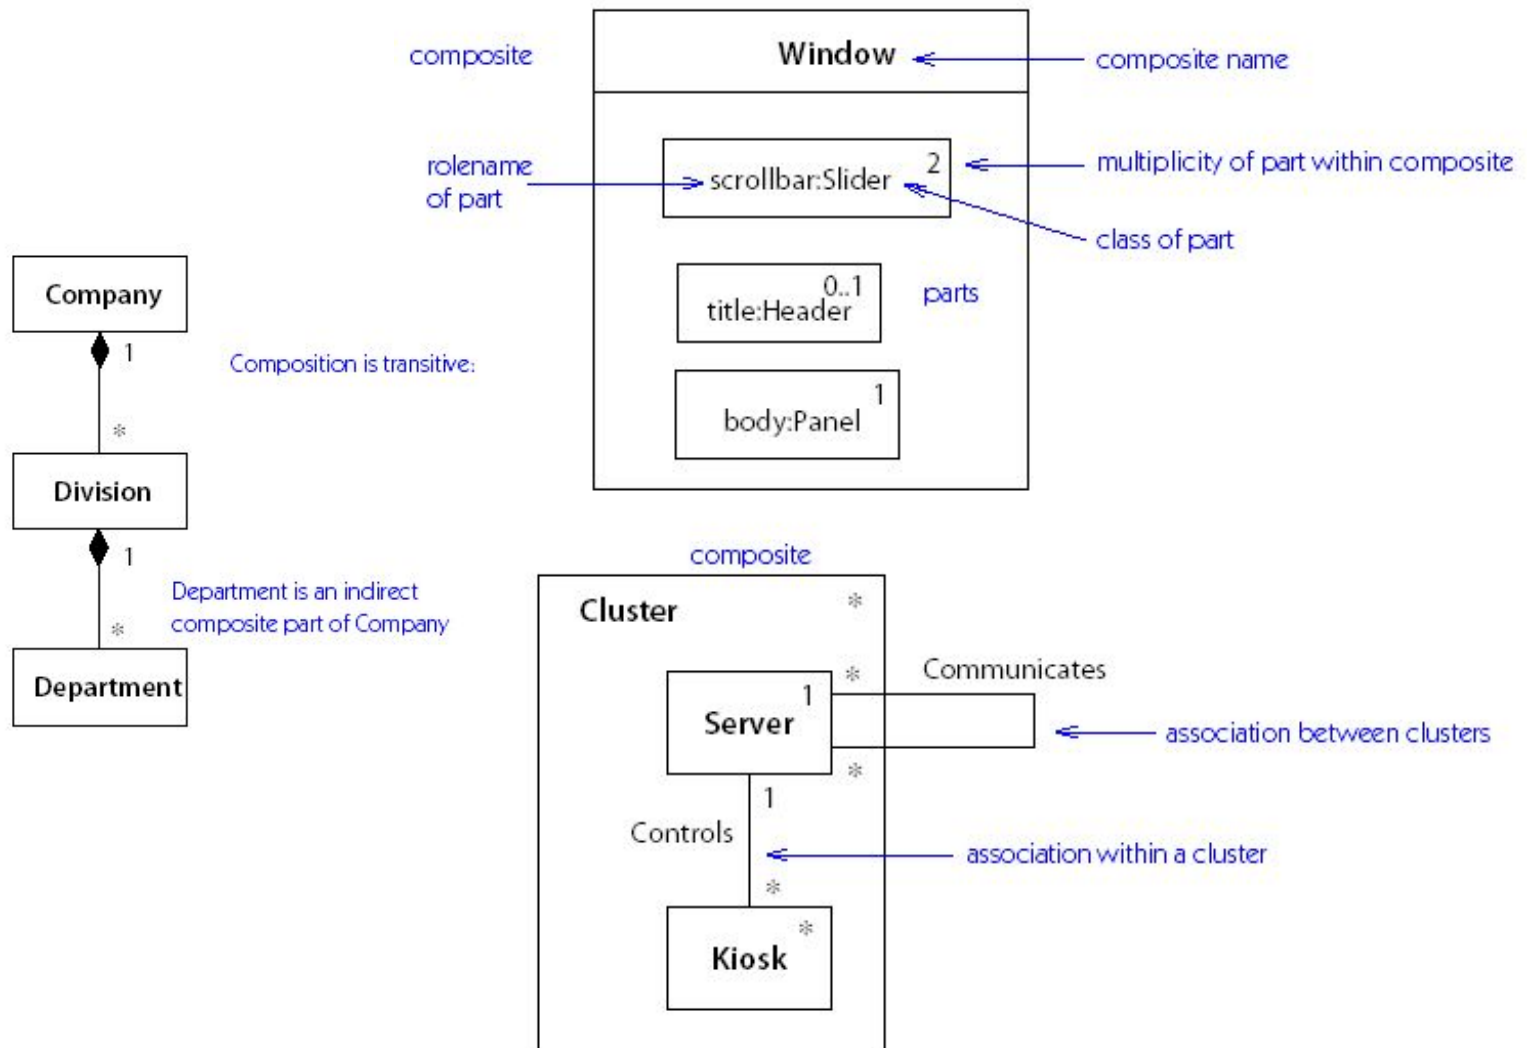 composite
Window
composite name
rolename
of part
scrollbar:Slider
2
multiplicity of part within composite
class of part
0..1
title:Header
parts
1
body:Panel
Company
1
Composition is transitive:
*
Division
1
Department is an indirect
composite part of Company
*
Department
composite
Cluster
*
*
Communicates
1
Server
association between clusters
*
1
Controls
association within a cluster
*
*
Kiosk